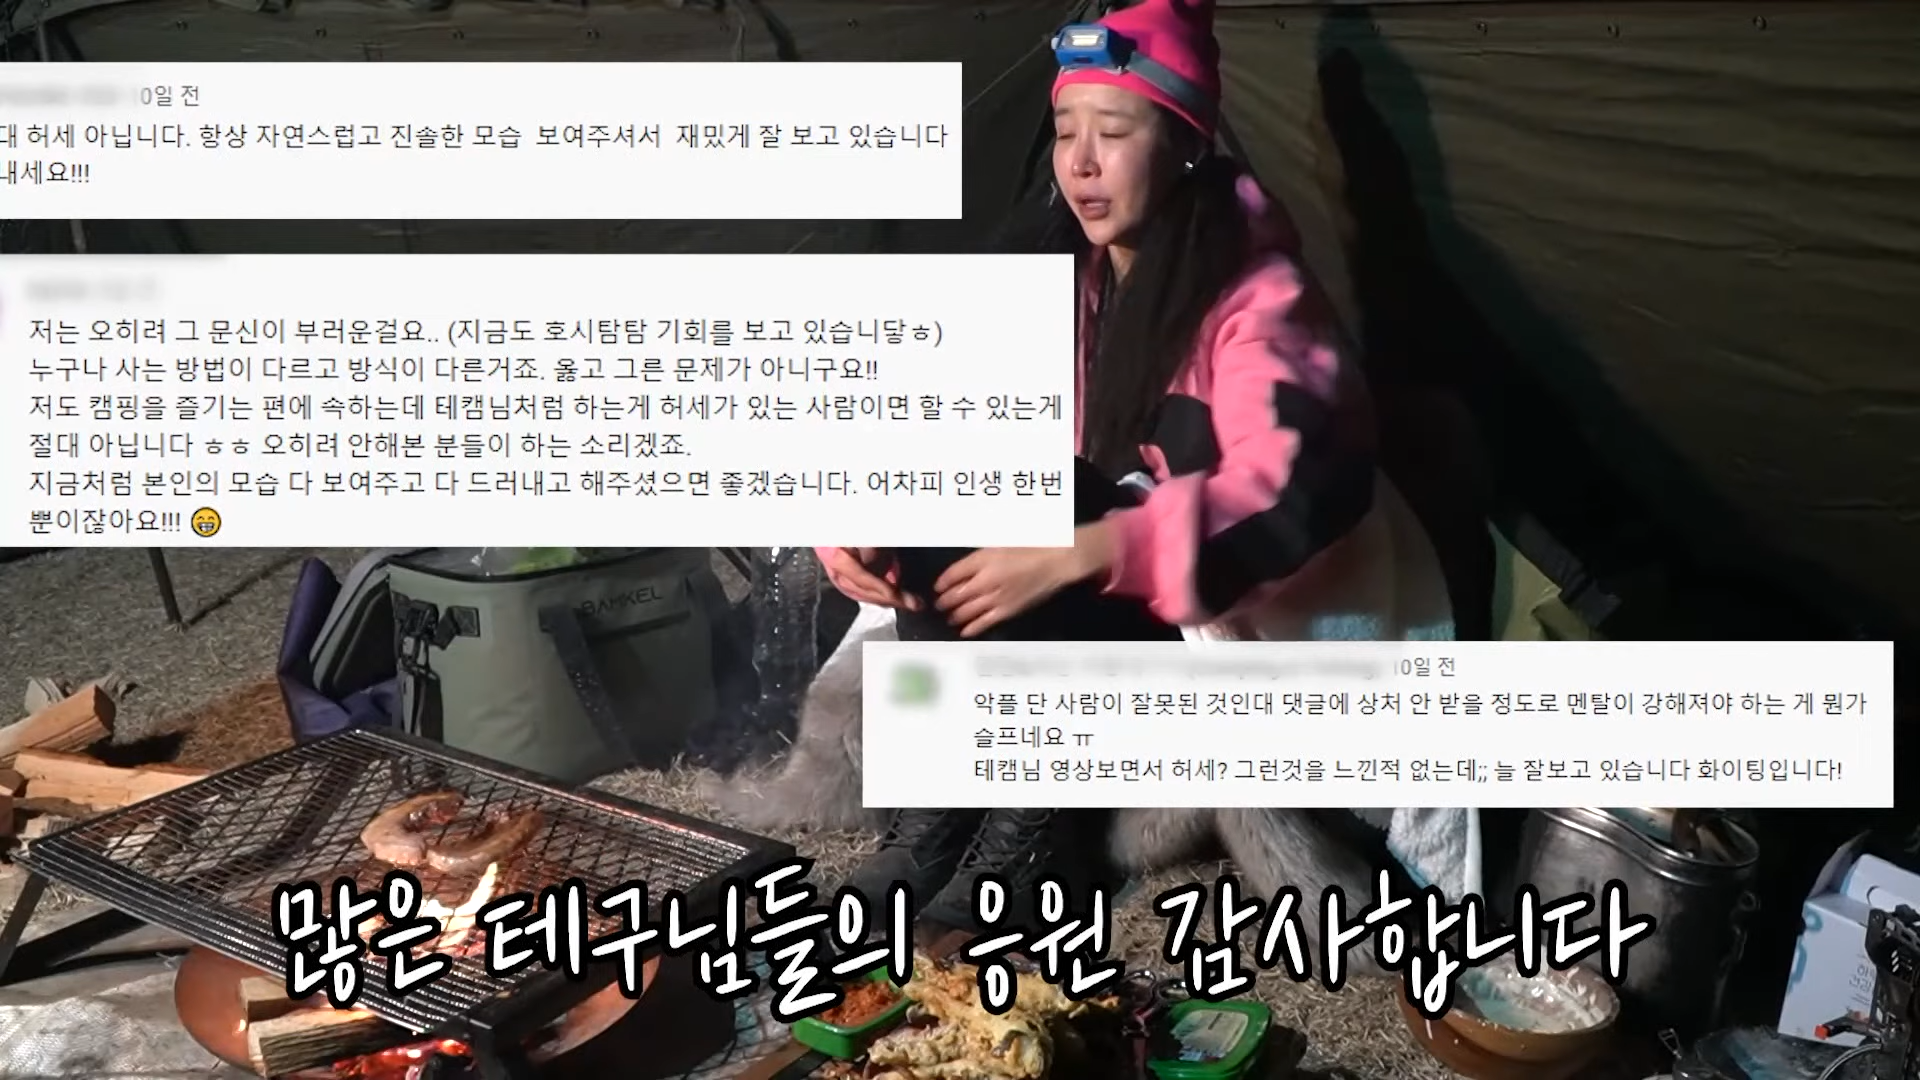 0일 전
대 허세 아닙니다. 항상 자연스럽고 진솔한 모습 보여주셔서 재밌게 잘 보고 있습니다
내세요!!!
저는 오히려 그 문신이 부러운걸요.. (지금도 호시탐탐 기회를 보고 있습니닿ㅎ)
누구나 사는 방법이 다르고 방식이 다른거죠. 옳고 그른 문제가 아니구요!!
저도 캠핑을 즐기는 편에 속하는데 테캠님처럼 하는게 허세가 있는 사람이면 할 수 있는게
절대 아닙니다 ㅎㅎ 오히려 안해본 분들이 하는 소리겠죠.
지금처럼 본인의 모습 다 보여주고 다 드러내고 해주셨으면 좋겠습니다. 어차피 인생 한번
뿐이잖아요!!! 😁
BAMKEL
10일 전
악플 단 사람이 잘못된 것인대 댓글에 상처 안 받을 정도로 멘탈이 강해져야 하는 게 뭔가
슬프네요 ㅠ
테캠님 영상보면서 허세? 그런것을 느낀적 없는데;; 늘 잘보고 있습니다 화이팅입니다!
많은 테구님들의 응원 감사합니다